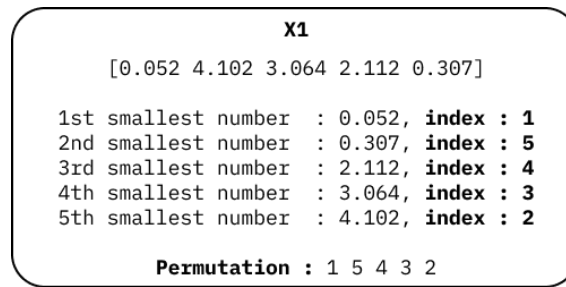 X1
[0.052 4.102 3.064 2.112 0.307]
1st smallest number : 0.052, index : 1
2nd smallest number : 0.307, index : 5
3rd smallest number : 2.112, index : 4
4th smallest number : 3.064, index : 3
5th smallest number : 4.102, index : 2
Permutation : 1 5 4 3 2